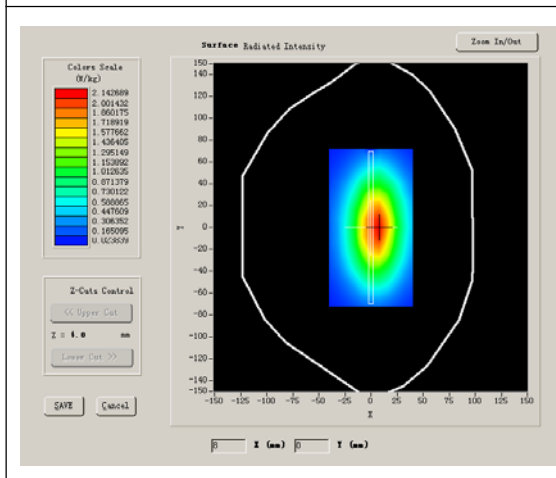 Surface Radiated Intensity
Zoom In/Out
Colors Scale
(W/kg)
2.142689
2.001432
1.860175
1.718919
1.577662
1.436405
1.295149
1.153892
1.012635
0.871379
0.730122
0.588865
0.447609
0.306352
0.165095
0.023839
Z-Cuts Control
<< Upper Cut
Z = 4.0 mm
Lower Cut >>
SAVE
Cancel
150
140
120
100
80
60
40
20
0
-20
-40
-60
-80
-100
-120
-140
-150
Y
-150 -125 -100 -75 -50 -25 0 25 50 75 100 125 150
X
8 X (mm) 0 Y (mm)